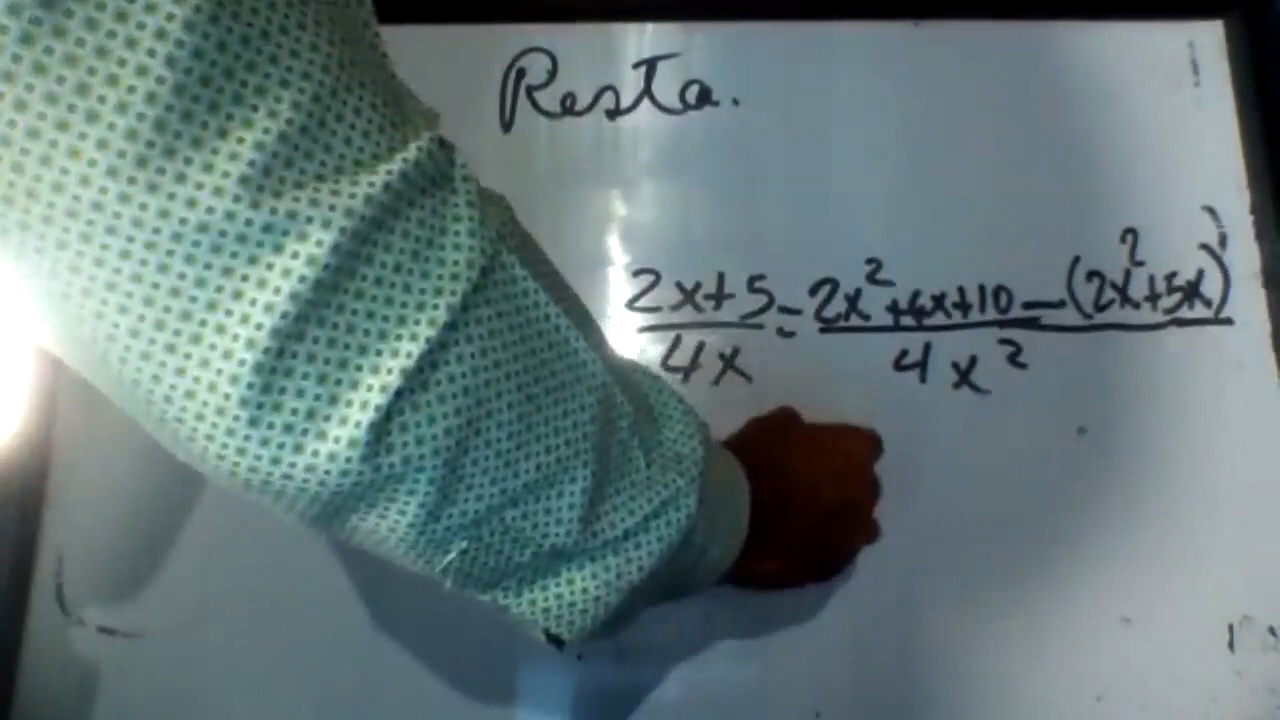 Resta.
2x+5 = 2x²+4x+10-(2x²+5x)
4x 4x²